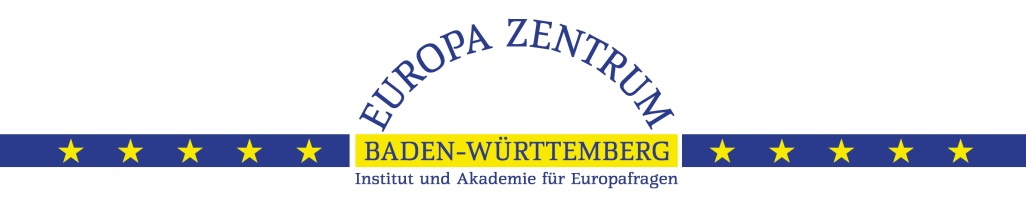 EUROPA ZENTRUM
BADEN-WÜRTTEMBERG
Institut und Akademie für Europafragen